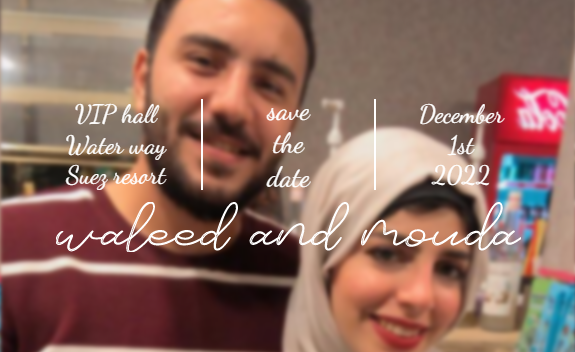 VIP hall
Water way
Suez resort
save
the
date
December
1st
2022
waleed and mouda